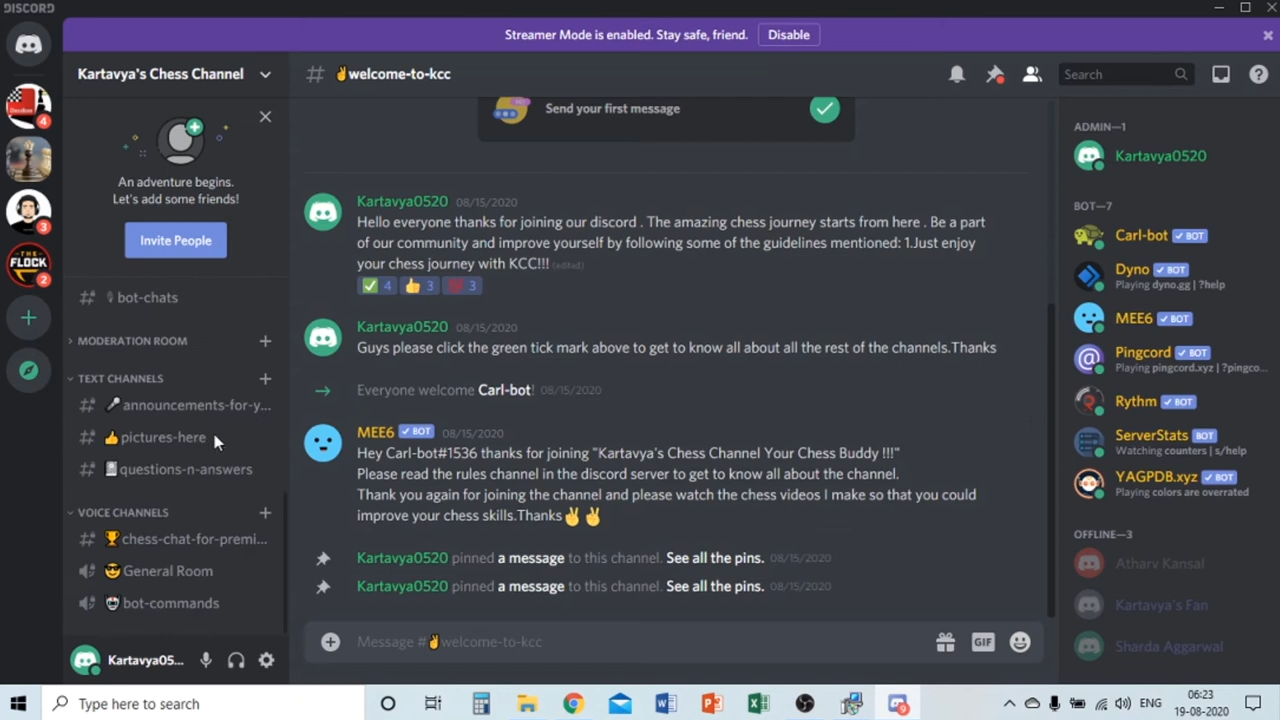 DISCORD
Streamer Mode is enabled. Stay safe, friend.
Disable
Kartavya's Chess Channel
An adventure begins.
Let's add some friends!
Invite People
bot-chats
MODERATION ROOM
TEXT CHANNELS
announcements-for-y...
pictures-here
questions-n-answers
VOICE CHANNELS
chess-chat-for-premi...
General Room
bot-commands
Kartavya05...
4
3
THE
FLOCK
2
# ✌welcome-to-kcc
Search
Send your first message
Kartavya0520 08/15/2020
Hello everyone thanks for joining our discord . The amazing chess journey starts from here . Be a part
of our community and improve yourself by following some of the guidelines mentioned: 1.Just enjoy
your chess journey with KCC!!! (edited)
✅ 4 👍 3 💯 3
Kartavya0520 08/15/2020
Guys please click the green tick mark above to get to know all about all the rest of the channels.Thanks
Everyone welcome Carl-bot! 08/15/2020
MEE6 ✓ BOT 08/15/2020
Hey Carl-bot#1536 thanks for joining "Kartavya's Chess Channel Your Chess Buddy !!!"
Please read the rules channel in the discord server to get to know all about the channel.
Thank you again for joining the channel and please watch the chess videos I make so that you could
improve your chess skills.Thanks✌✌
Kartavya0520 pinned a message to this channel. See all the pins. 08/15/2020
Kartavya0520 pinned a message to this channel. See all the pins. 08/15/2020
Message #✌welcome-to-kcc
GIF
ADMIN—1
Kartavya0520
BOT—7
Carl-bot ✓ BOT
Dyno ✓ BOT
Playing dyno.gg | ?help
MEE6 ✓ BOT
Pingcord ✓ BOT
Playing pingcord.xyz | ?pingco...
Rythm ✓ BOT
ServerStats BOT
Watching counters | s/help
YAGPDB.xyz ✓ BOT
Playing colors are overrated
OFFLINE—3
Atharv Kansal
Kartavya's Fan
Sharda Aggarwal
Type here to search
9
ENG
06:23
19-08-2020